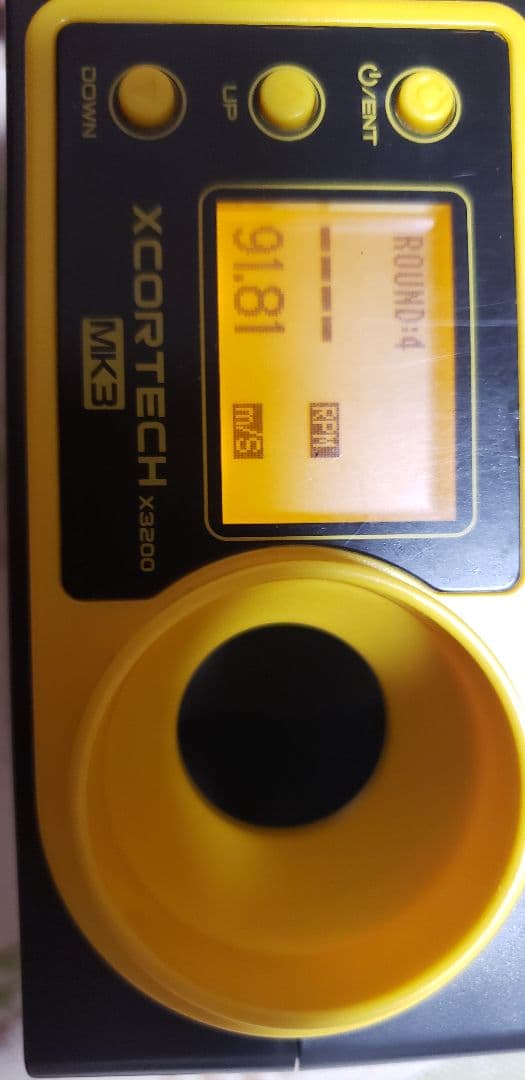 DOWN
UP
⏻/ENT
ROUND:4
---- RPM
91.81 m/s
XCORTECH X3200
MK3